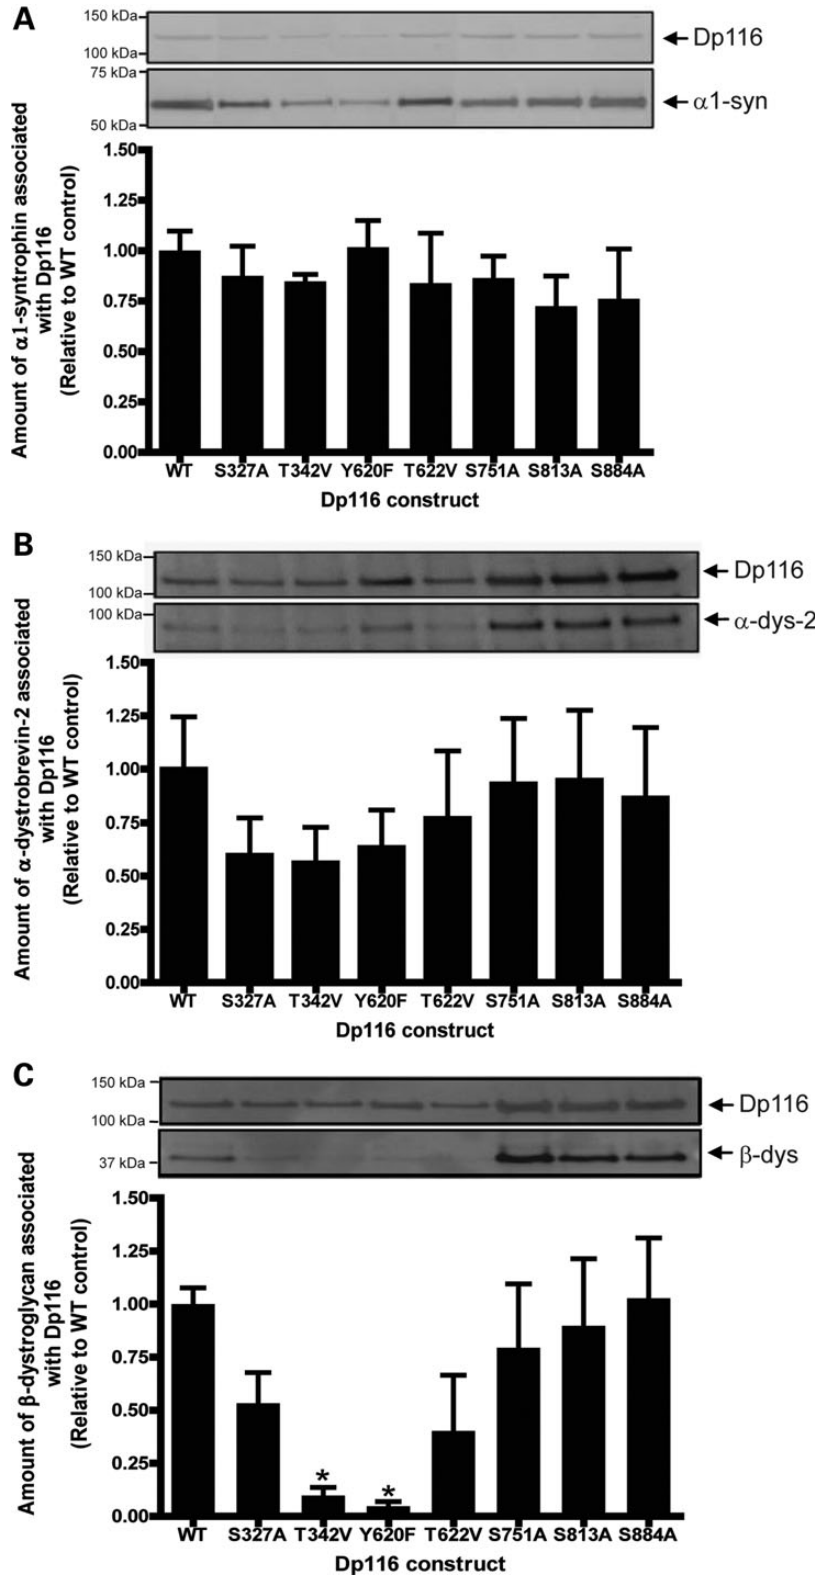 A
150 kDa
100 kDa
Dp116
75 kDa
50 kDa
α1-syn
Amount of α1-syntrophin associated
with Dp116
(Relative to WT control)
1.50
1.25
1.00
0.75
0.50
0.25
0.00
WT S327A T342V Y620F T622V S751A S813A S884A
Dp116 construct
B
150 kDa
100 kDa
Dp116
100 kDa
α-dys-2
Amount of α-dystrobrevin-2 associated
with Dp116
(Relative to WT control)
1.50
1.25
1.00
0.75
0.50
0.25
0.00
WT S327A T342V Y620F T622V S751A S813A S884A
Dp116 construct
C
150 kDa
100 kDa
Dp116
37 kDa
β-dys
Amount of β-dystroglycan associated
with Dp116
(Relative to WT control)
1.50
1.25
1.00
0.75
0.50
0.25
0.00
* *
WT S327A T342V Y620F T622V S751A S813A S884A
Dp116 construct